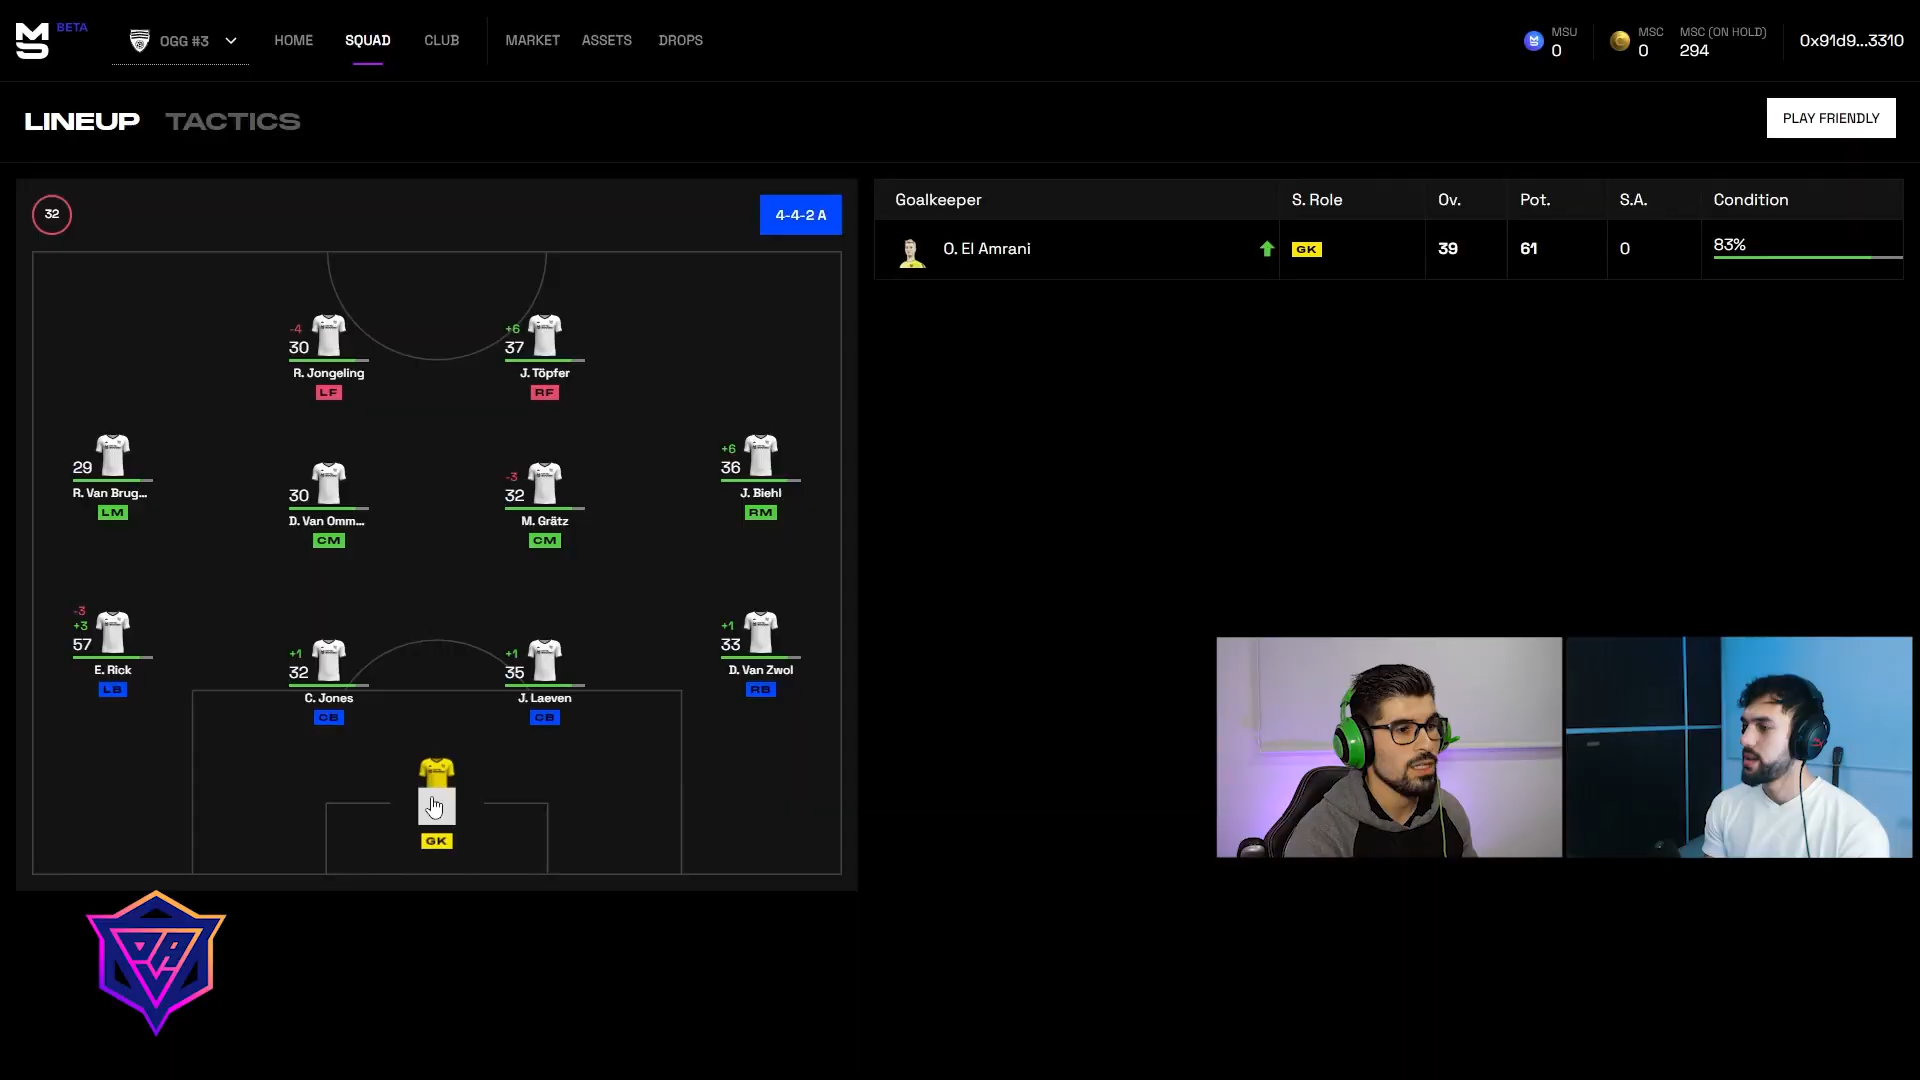 MS BETA
OGG #3
HOME SQUAD CLUB MARKET ASSETS DROPS
MSU
0
MSC
0
MSC (ON HOLD)
294
0x91d9...3310
LINEUP TACTICS
PLAY FRIENDLY
32
4-4-2 A
-4
30
R. Jongeling
LF
+6
37
J. Töpfer
RF
29
R. Van Brug...
LM
30
D. Van Omm...
CM
-3
32
M. Grätz
CM
+6
36
J. Biehl
RM
-3
+3
57
E. Rick
LB
+1
32
C. Jones
CB
+1
35
J. Laeven
CB
+1
33
D. Van Zwol
RB
GK
Goalkeeper S. Role Ov. Pot. S.A. Condition
O. El Amrani GK 39 61 0 83%